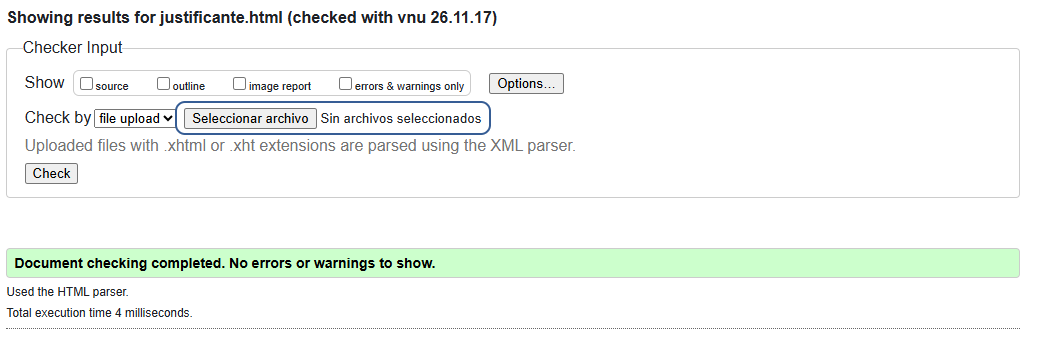 Showing results for justificante.html (checked with vnu 26.11.17)
Checker Input
Show source outline image report errors & warnings only Options...
Check by file upload Seleccionar archivo Sin archivos seleccionados
Uploaded files with .xhtml or .xht extensions are parsed using the XML parser.
Check
Document checking completed. No errors or warnings to show.
Used the HTML parser.
Total execution time 4 milliseconds.